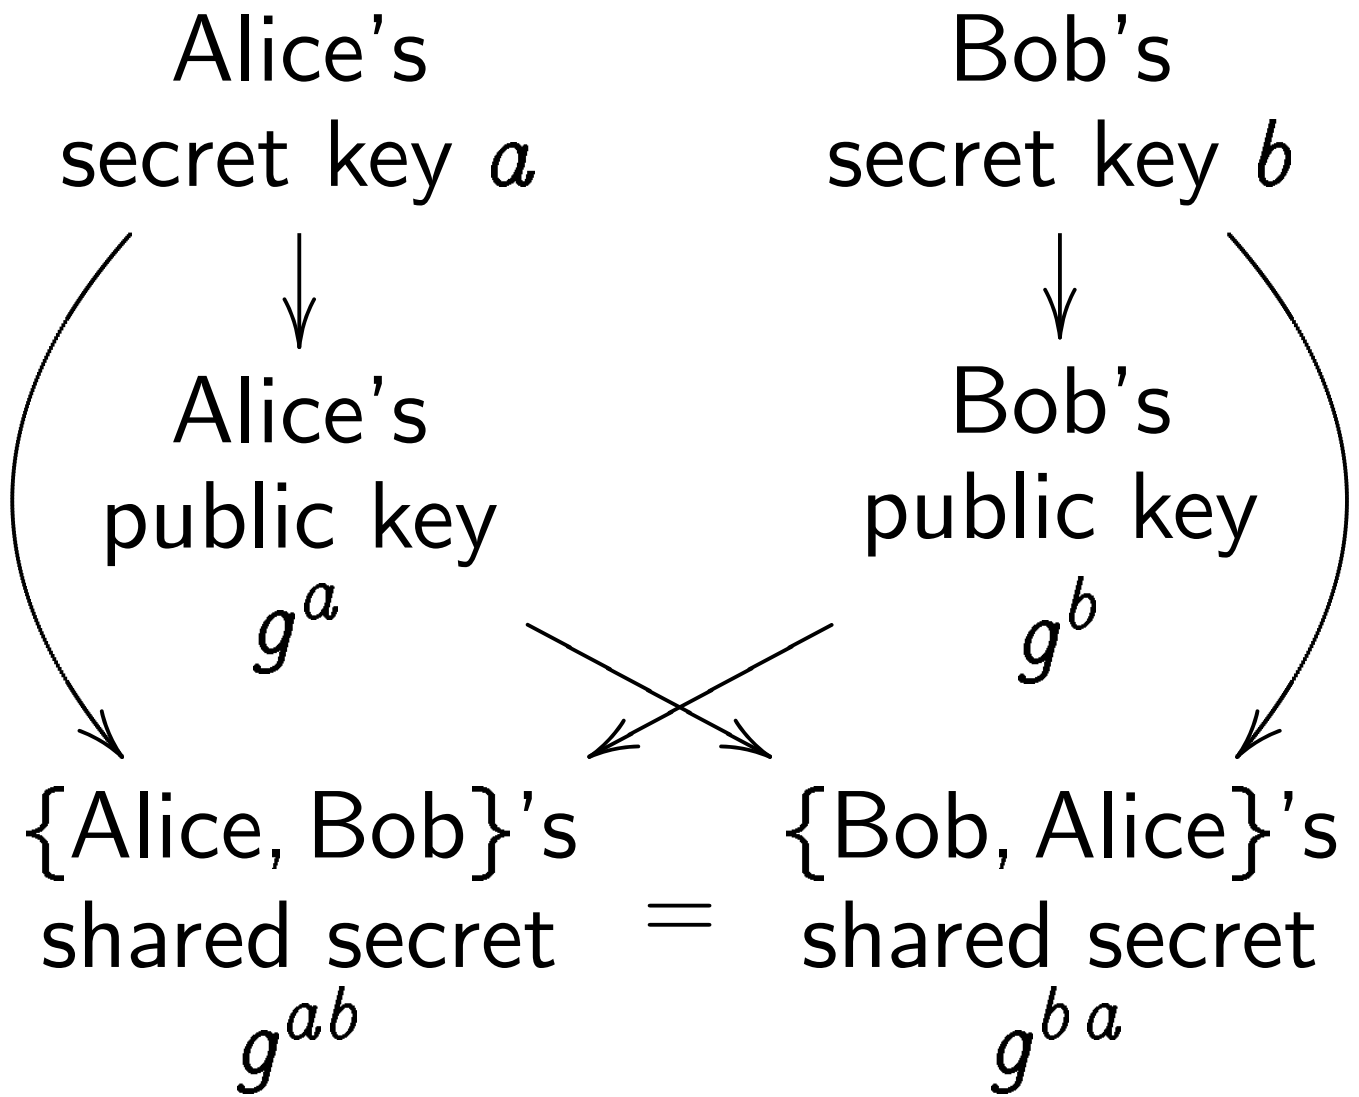 Alice's
secret key a
Bob's
secret key b
Alice's
public key
g^a
Bob's
public key
g^b
{Alice, Bob}'s
shared secret
g^{ab}
=
{Bob, Alice}'s
shared secret
g^{ba}